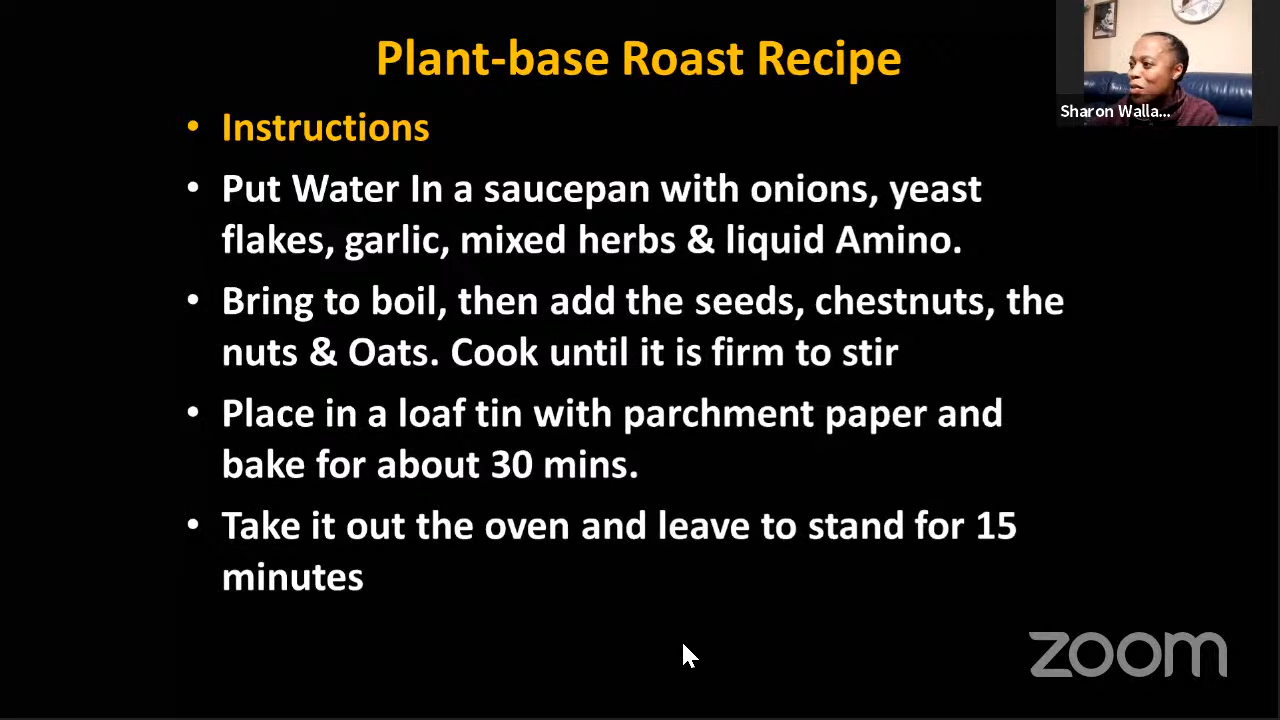 Plant-base Roast Recipe
Sharon Walla...
• Instructions
• Put Water In a saucepan with onions, yeast
flakes, garlic, mixed herbs & liquid Amino.
• Bring to boil, then add the seeds, chestnuts, the
nuts & Oats. Cook until it is firm to stir
• Place in a loaf tin with parchment paper and
bake for about 30 mins.
• Take it out the oven and leave to stand for 15
minutes
zoom